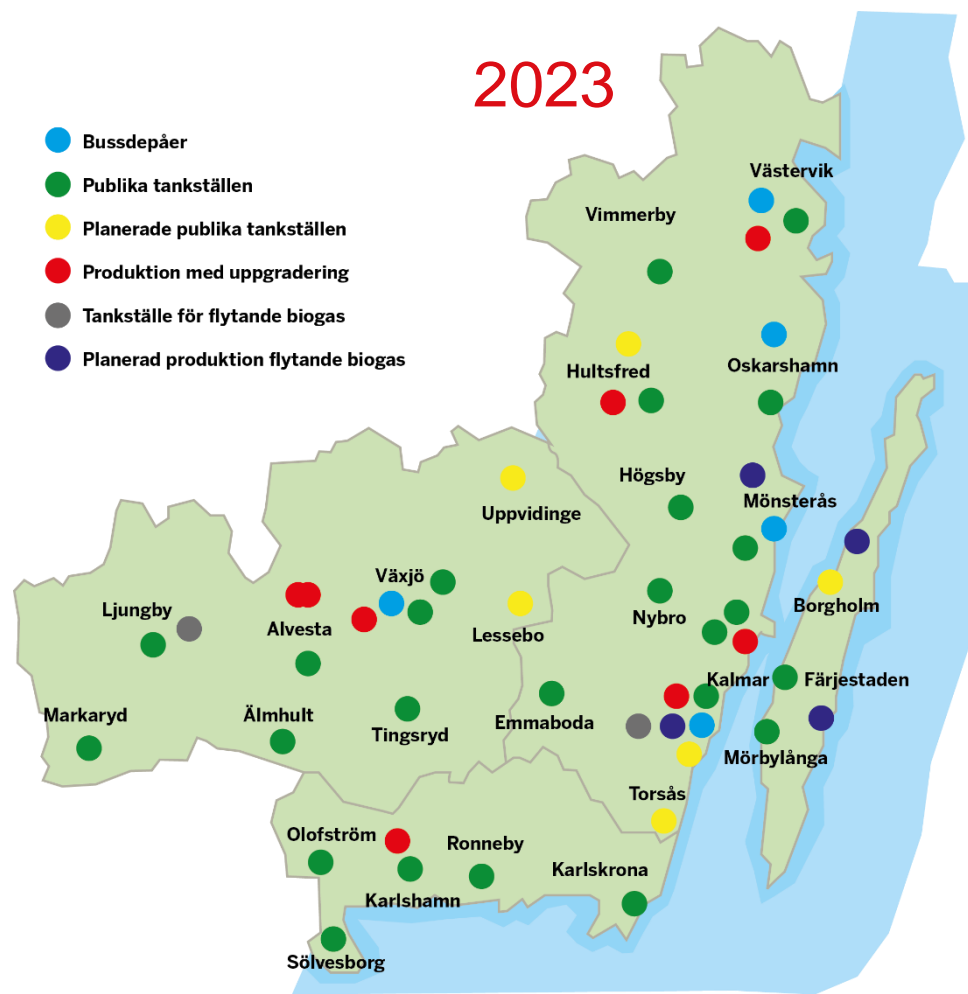 2023
Bussdepåer
Publika tankställen
Planerade publika tankställen
Produktion med uppgradering
Tankställe för flytande biogas
Planerad produktion flytande biogas
Västervik
Vimmerby
Oskarshamn
Hultsfred
Högsby
Mönsterås
Uppvidinge
Växjö
Borgholm
Ljungby
Nybro
Alvesta
Lessebo
Kalmar
Färjestaden
Markaryd
Älmhult
Emmaboda
Tingsryd
Mörbylånga
Torsås
Olofström
Ronneby
Karlskrona
Karlshamn
Sölvesborg